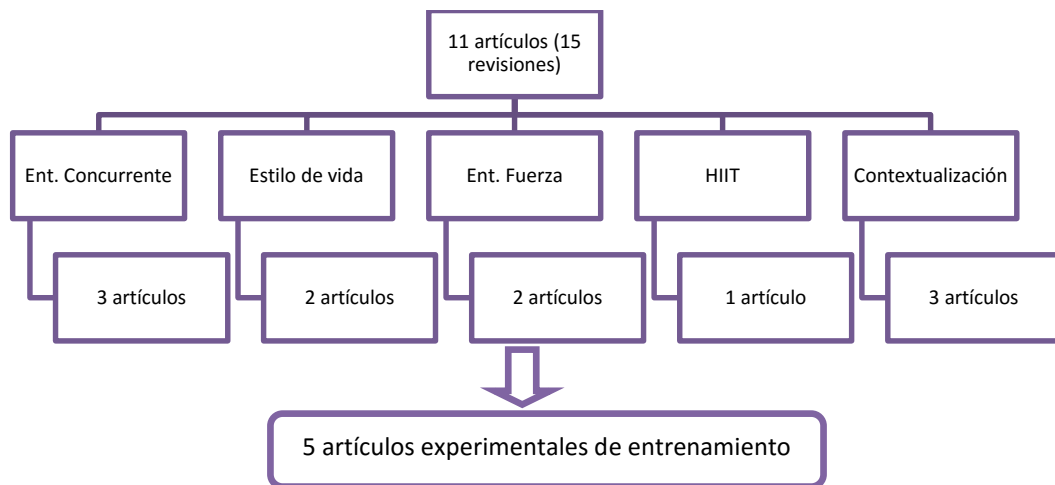 11 artículos (15
revisiones)
Ent. Concurrente
Estilo de vida
Ent. Fuerza
HIIT
Contextualización
3 artículos
2 artículos
2 artículos
1 artículo
3 artículos
5 artículos experimentales de entrenamiento